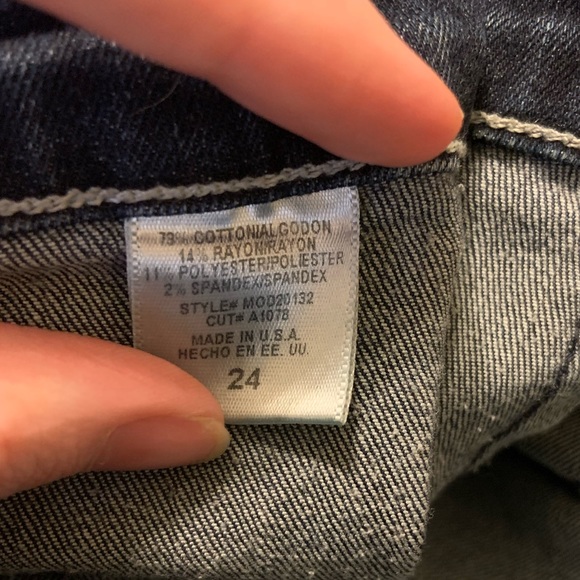 73% COTTON/ALGODON
14% RAYON/RAYON
11% POLYESTER/POLIESTER
2% SPANDEX/SPANDEX
STYLE# MOD20132
CUT# A1078
MADE IN U.S.A.
HECHO EN EE. UU.
24